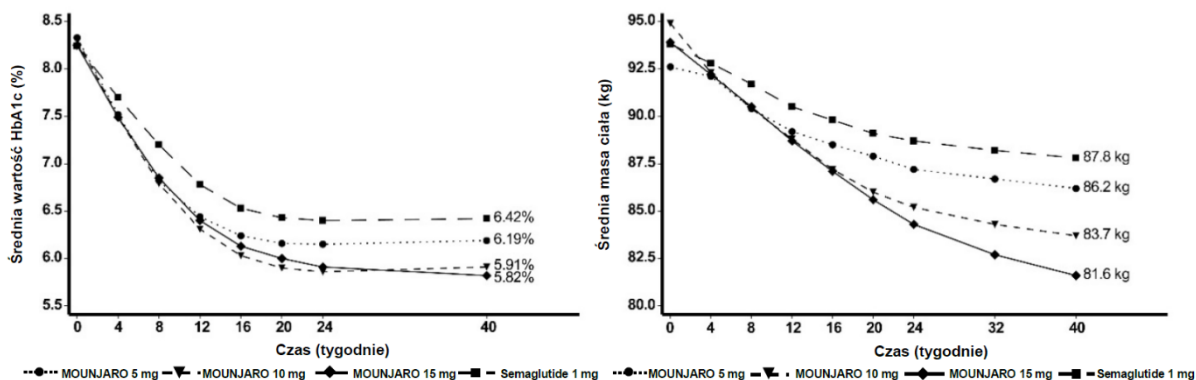 Średnia wartość HbA1c (%)
8.5
8.0
7.5
7.0
6.5
6.0
5.5
6.42%
6.19%
5.91%
5.82%
0 4 8 12 16 20 24 40
Czas (tygodnie)
MOUNJARO 5 mg MOUNJARO 10 mg MOUNJARO 15 mg Semaglutide 1 mg
Średnia masa ciała (kg)
95.0
92.5
90.0
87.5
85.0
82.5
80.0
87.8 kg
86.2 kg
83.7 kg
81.6 kg
0 4 8 12 16 20 24 32 40
Czas (tygodnie)
MOUNJARO 5 mg MOUNJARO 10 mg MOUNJARO 15 mg Semaglutide 1 mg